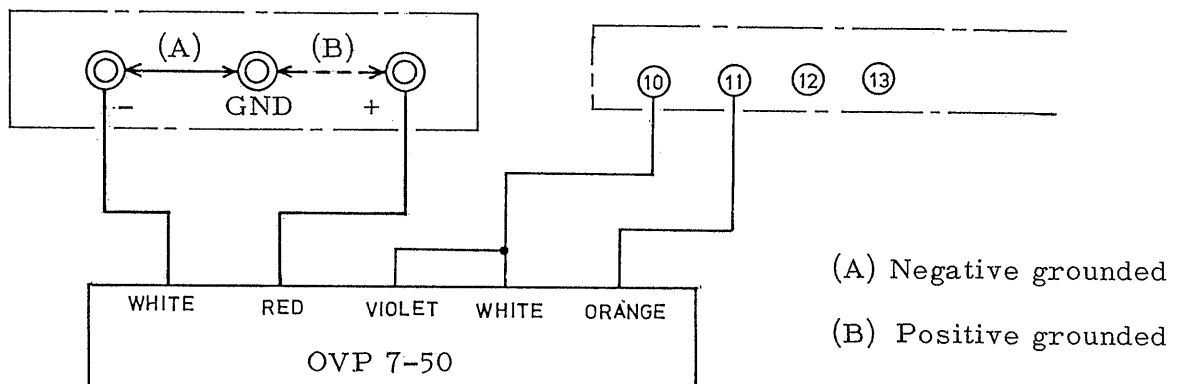 (A) (B)
- GND +
10 11 12 13
(A) Negative grounded
(B) Positive grounded
WHITE RED VIOLET WHITE ORANGE
OVP 7-50